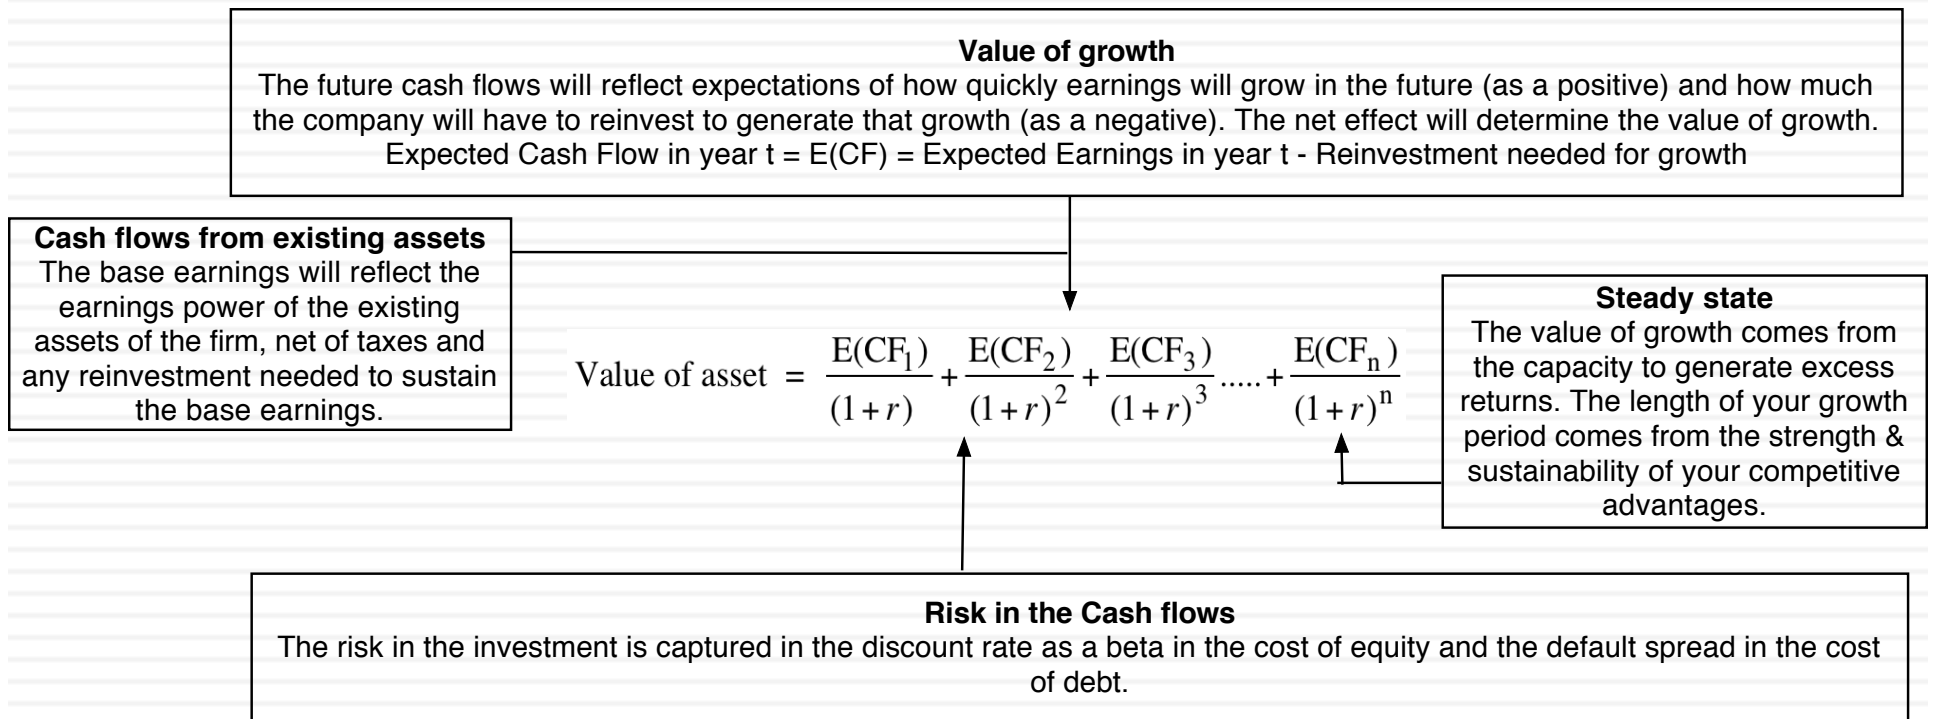 Value of growth
The future cash flows will reflect expectations of how quickly earnings will grow in the future (as a positive) and how much
the company will have to reinvest to generate that growth (as a negative). The net effect will determine the value of growth.
Expected Cash Flow in year t = E(CF) = Expected Earnings in year t - Reinvestment needed for growth
Cash flows from existing assets
The base earnings will reflect the
earnings power of the existing
assets of the firm, net of taxes and
any reinvestment needed to sustain
the base earnings.
Value of asset = E(CF₁)/(1+r) + E(CF₂)/(1+r)² + E(CF₃)/(1+r)³ ..... + E(CFₙ)/(1+r)ⁿ
Steady state
The value of growth comes from
the capacity to generate excess
returns. The length of your growth
period comes from the strength &
sustainability of your competitive
advantages.
Risk in the Cash flows
The risk in the investment is captured in the discount rate as a beta in the cost of equity and the default spread in the cost
of debt.